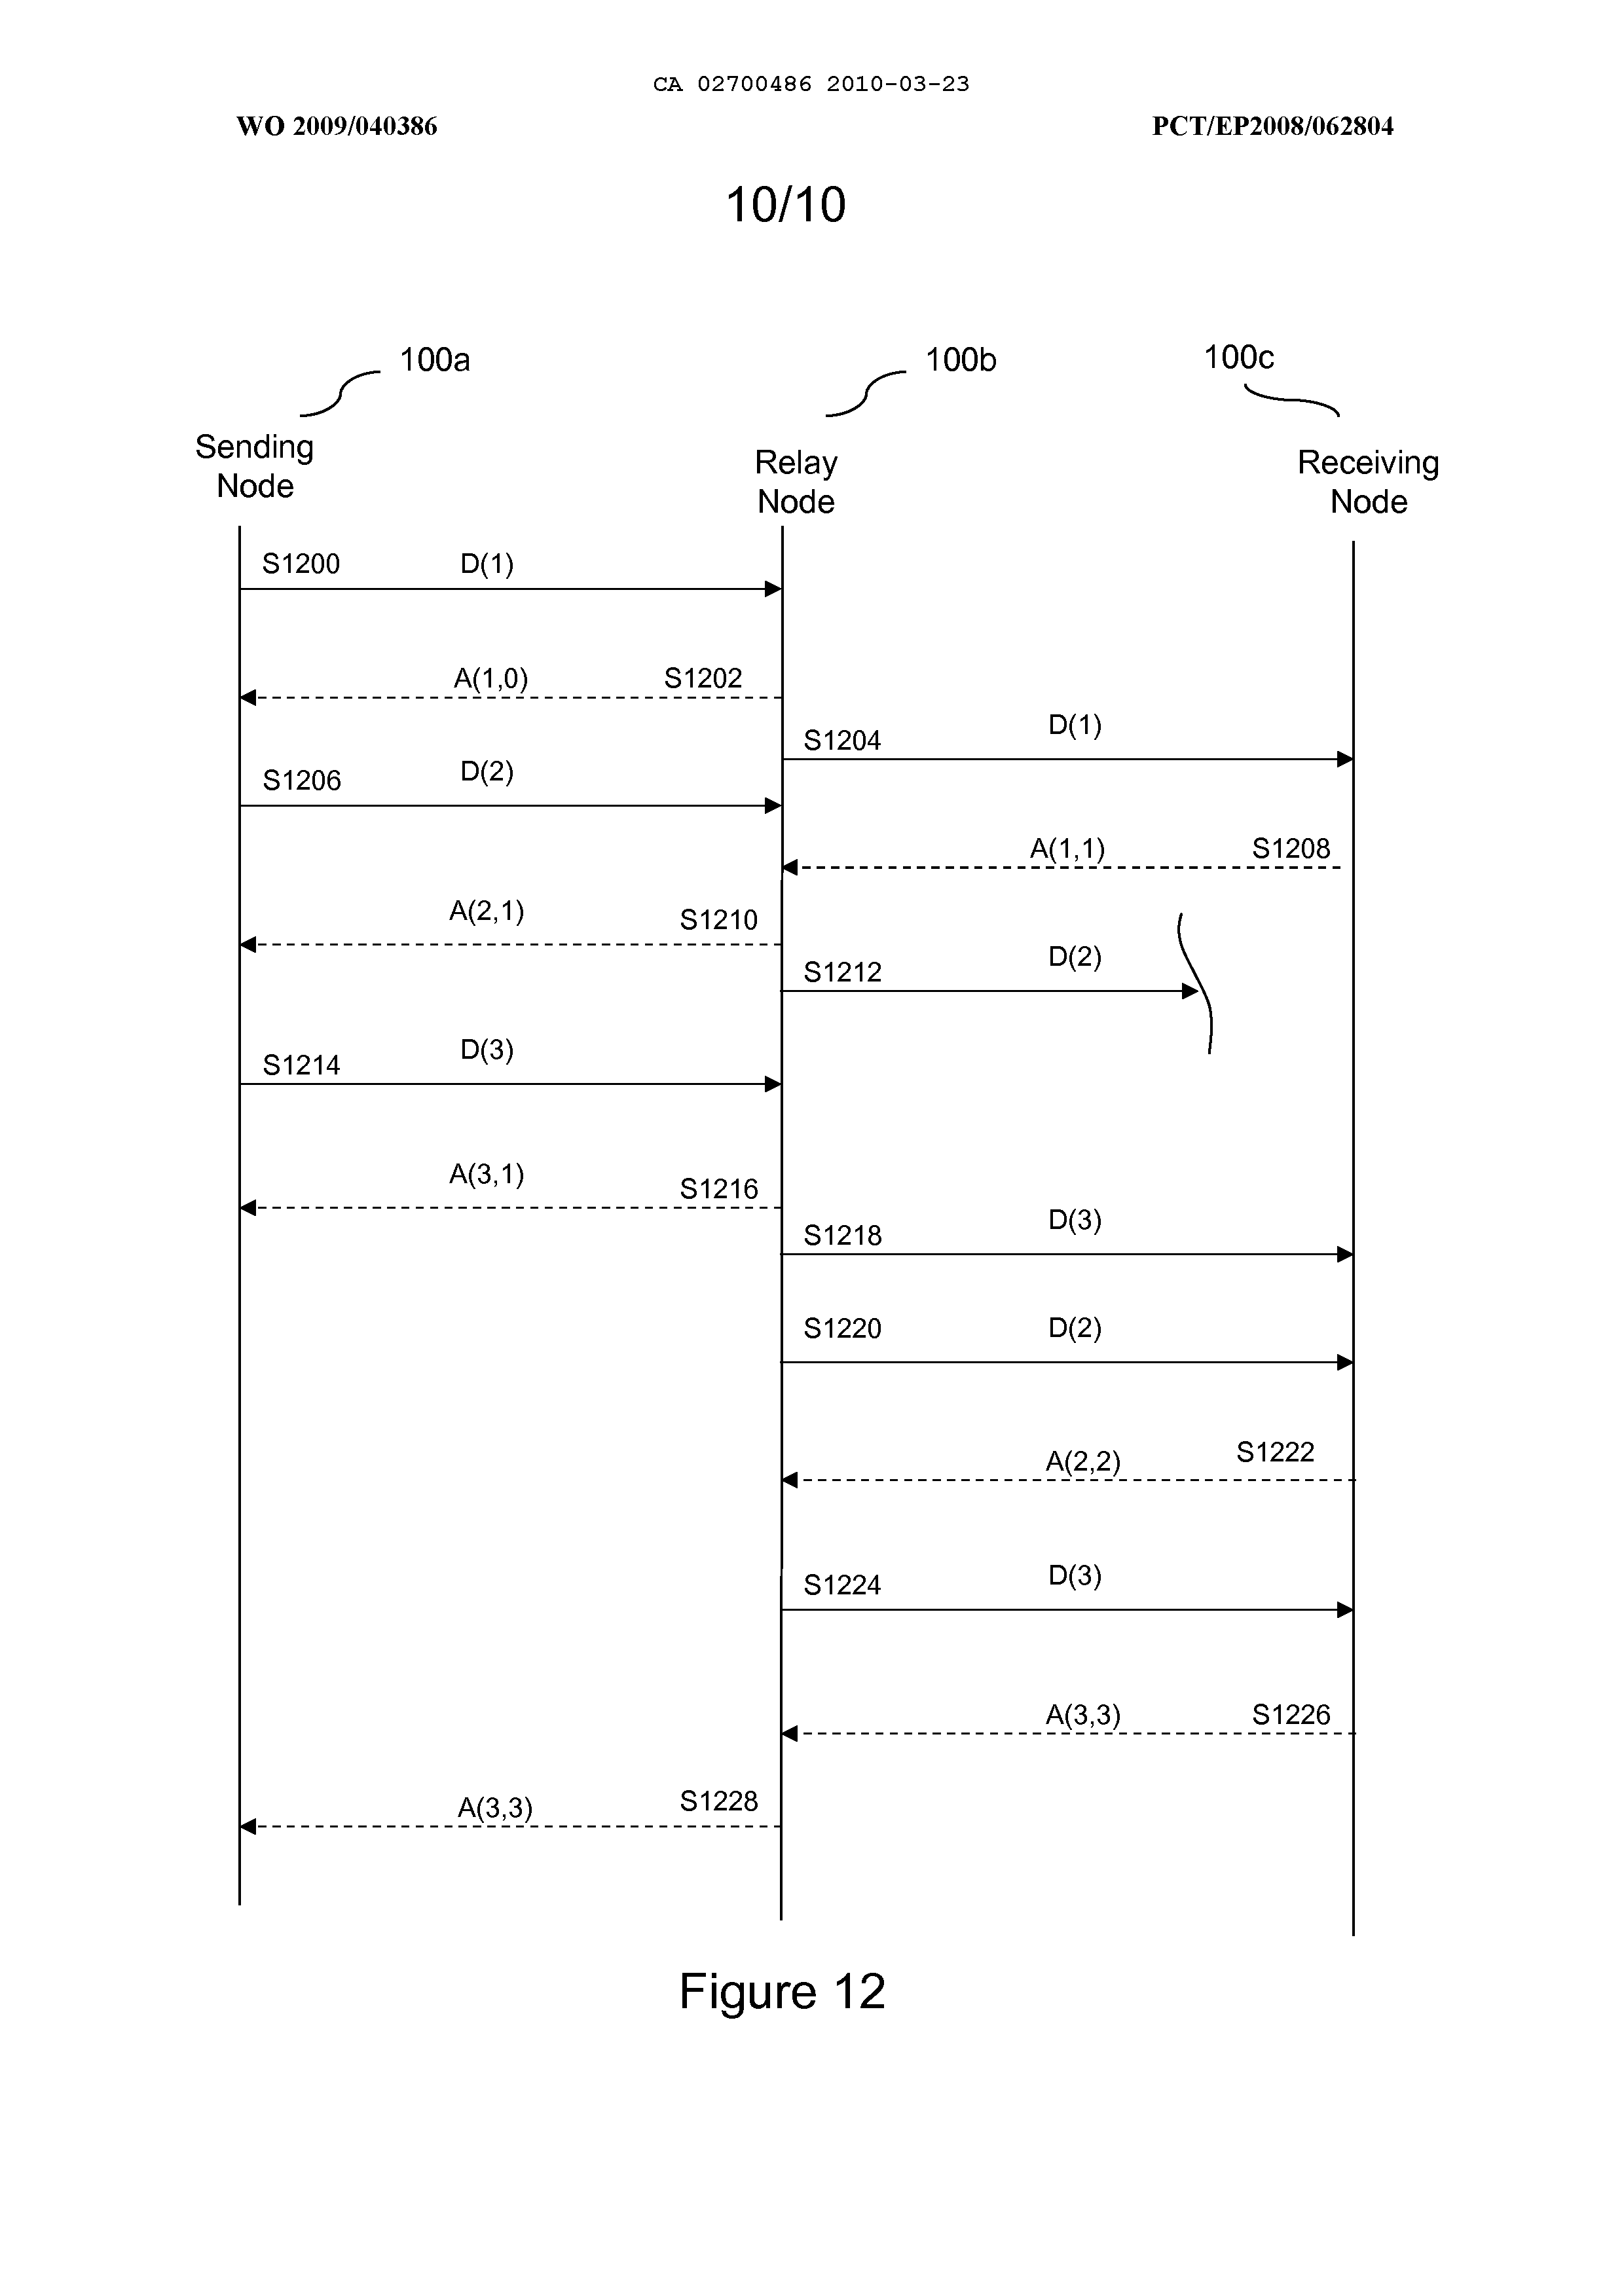 CA 02700486 2010-03-23
WO 2009/040386
PCT/EP2008/062804
10/10
100a
100b
100c
Sending
Node
Relay
Node
Receiving
Node
S1200
D(1)
A(1,0)
S1202
S1204
D(1)
S1206
D(2)
A(1,1)
S1208
A(2,1)
S1210
S1212
D(2)
S1214
D(3)
A(3,1)
S1216
S1218
D(3)
S1220
D(2)
A(2,2)
S1222
S1224
D(3)
A(3,3)
S1226
A(3,3)
S1228
Figure 12